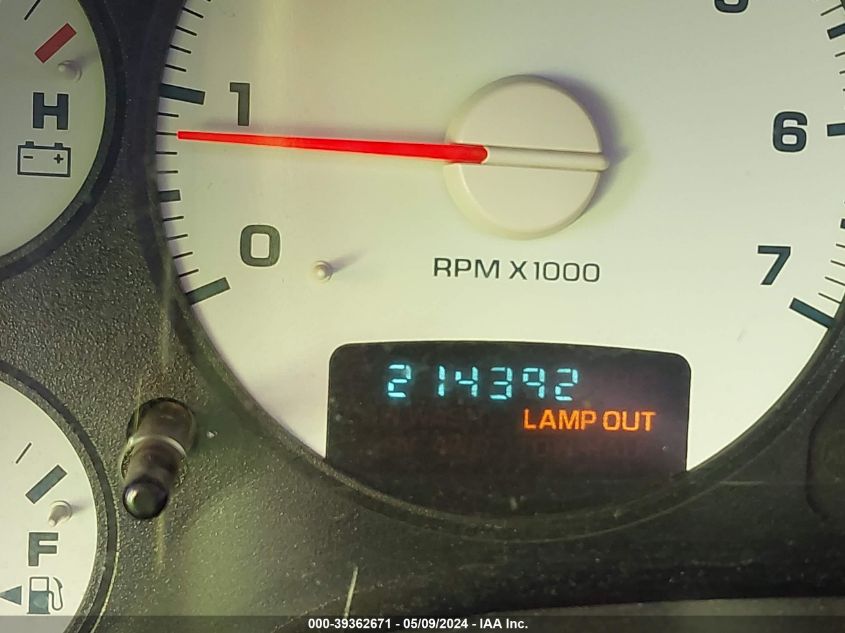 H
- +
1
0
6
7
RPM X1000
214392
LAMP OUT
F
000-39362671 - 05/09/2024 - IAA Inc.